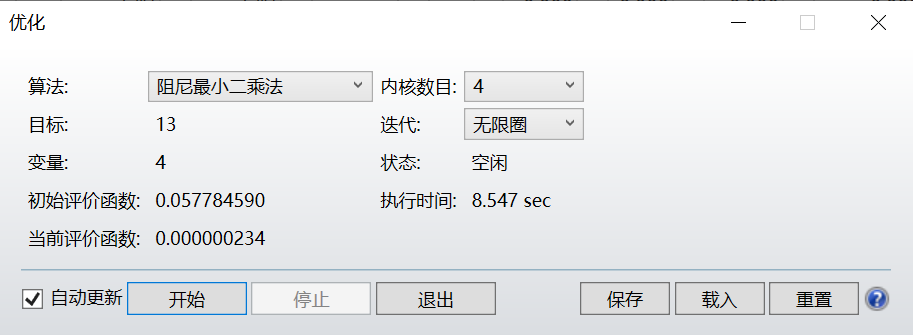 优化
算法: 阻尼最小二乘法 内核数目: 4
目标: 13 迭代: 无限圈
变量: 4 状态: 空闲
初始评价函数: 0.057784590 执行时间: 8.547 sec
当前评价函数: 0.000000234
自动更新 开始 停止 退出 保存 载入 重置 ?